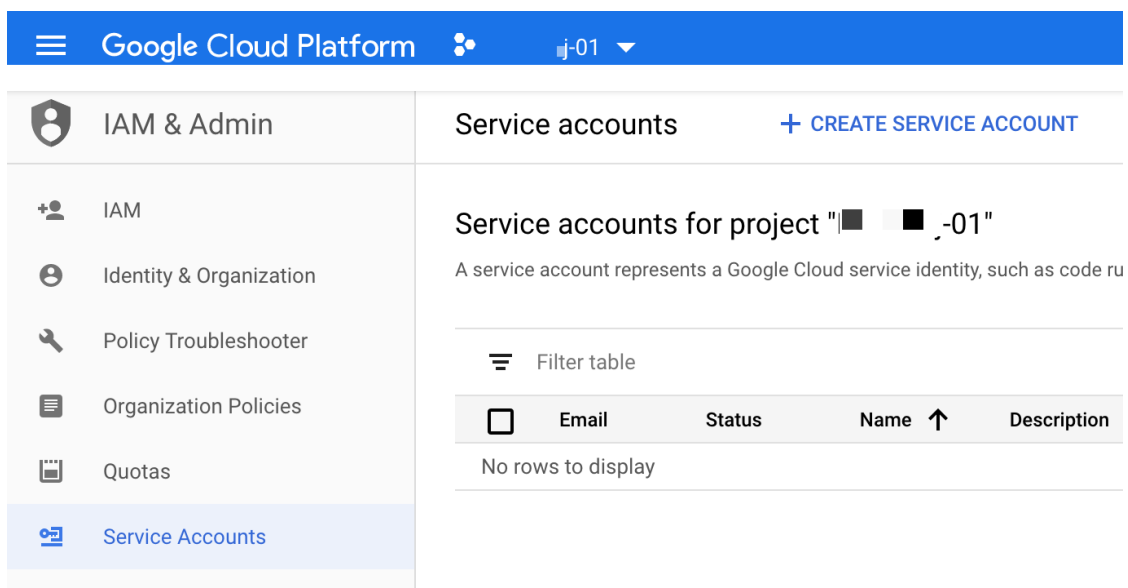 Google Cloud Platform
j-01
IAM & Admin
Service accounts
+ CREATE SERVICE ACCOUNT
IAM
Identity & Organization
Policy Troubleshooter
Organization Policies
Quotas
Service Accounts
Service accounts for project "-01"
A service account represents a Google Cloud service identity, such as code ru
Filter table
Email Status Name Description
No rows to display